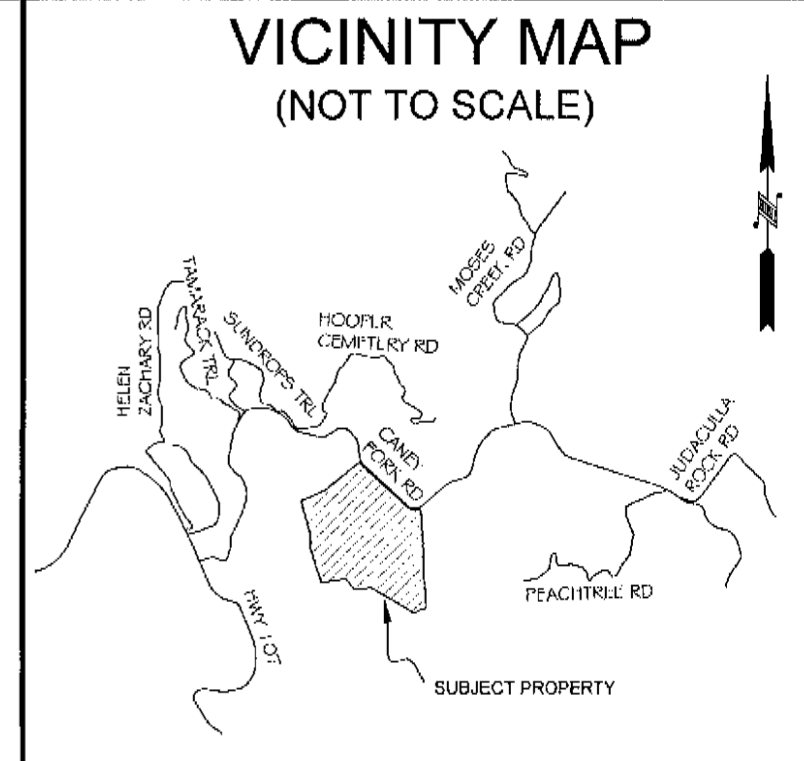 VICINITY MAP
(NOT TO SCALE)
MOSES
CREEK RD
TAMARACK TRL
SUNDROPS TRL
HOOPER
CEMETERY RD
HELEN
ZACHARY RD
CANEY
FORK RD
JUDACULLA
ROCK RD
PEACHTREE RD
HWY 107
SUBJECT PROPERTY